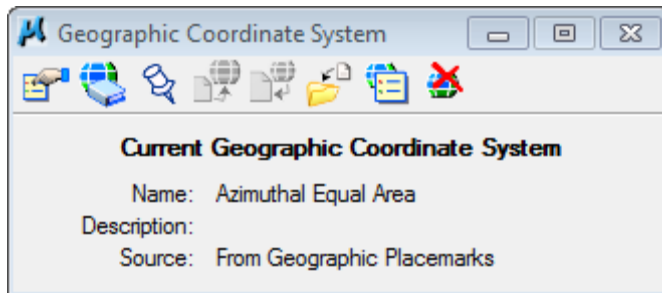 Geographic Coordinate System
Current Geographic Coordinate System
Name: Azimuthal Equal Area
Description:
Source: From Geographic Placemarks